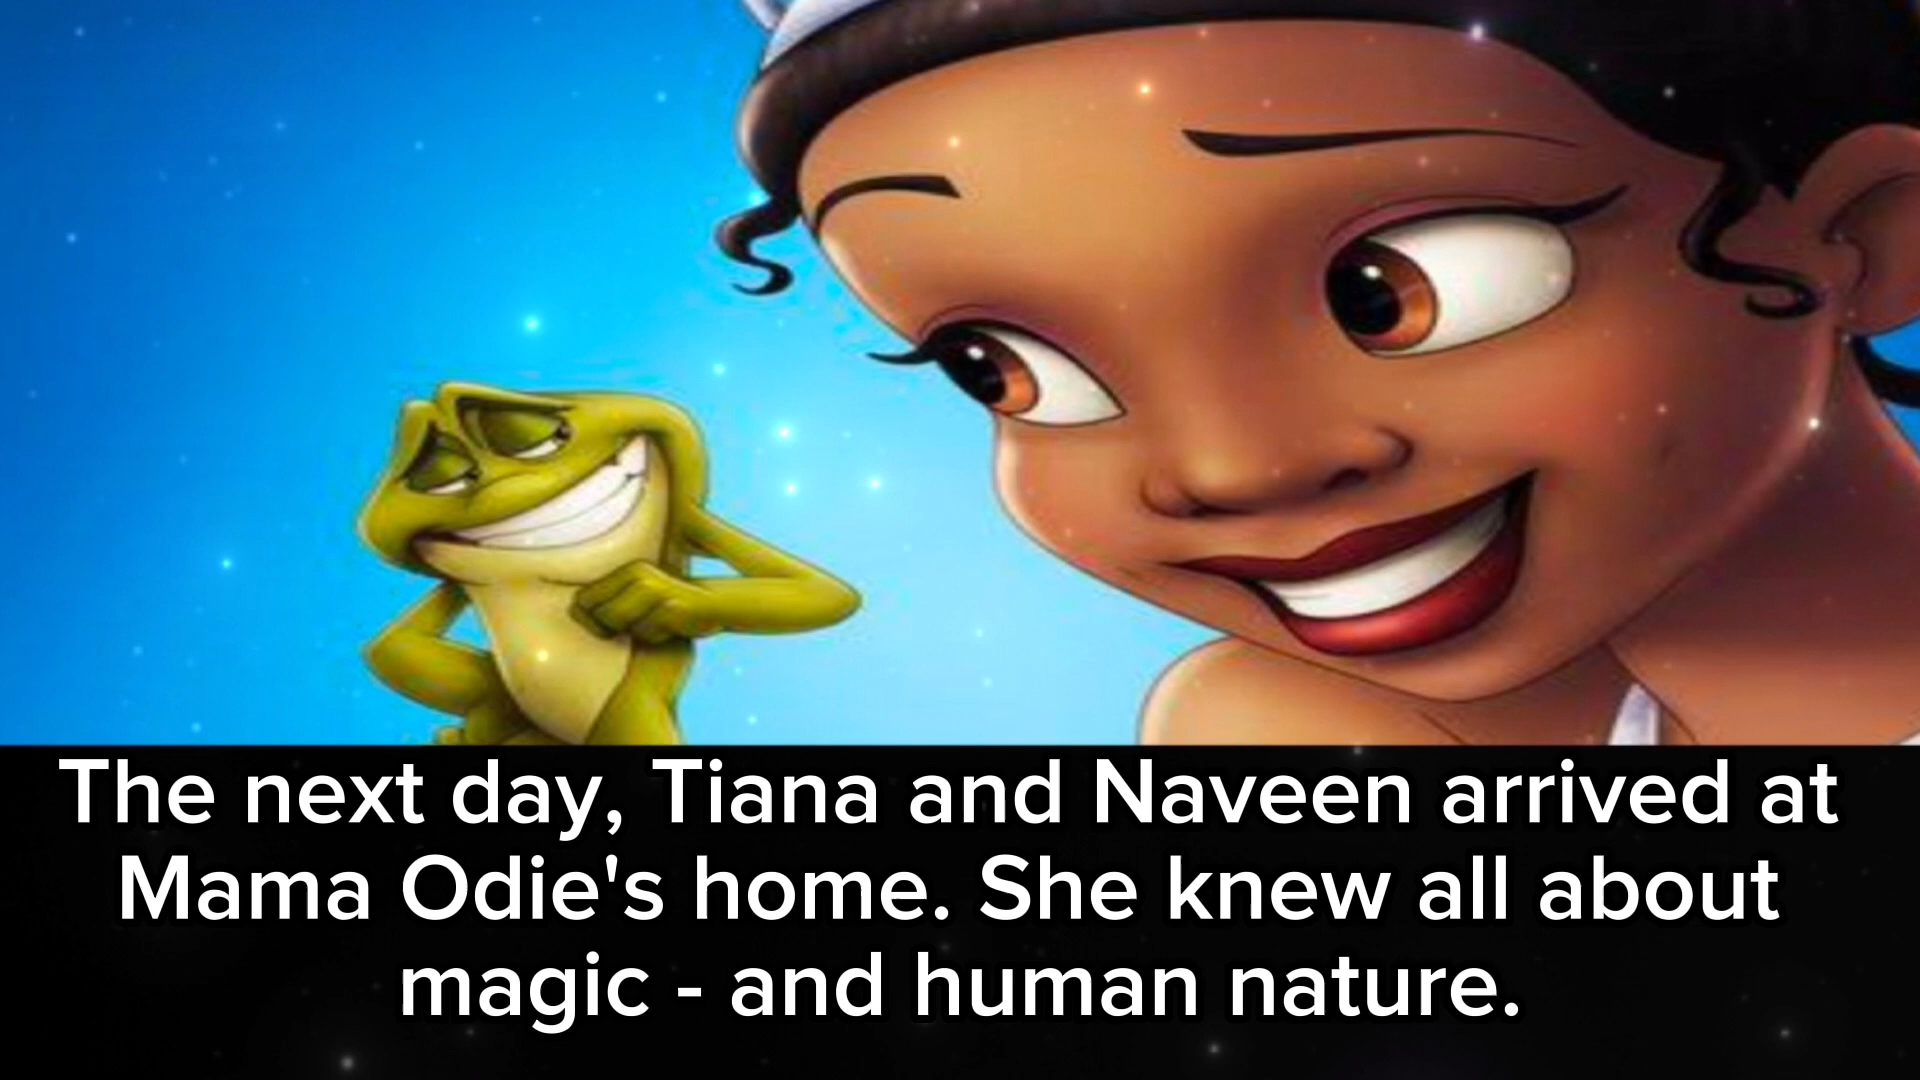 The next day, Tiana and Naveen arrived at
Mama Odie's home. She knew all about
magic - and human nature.